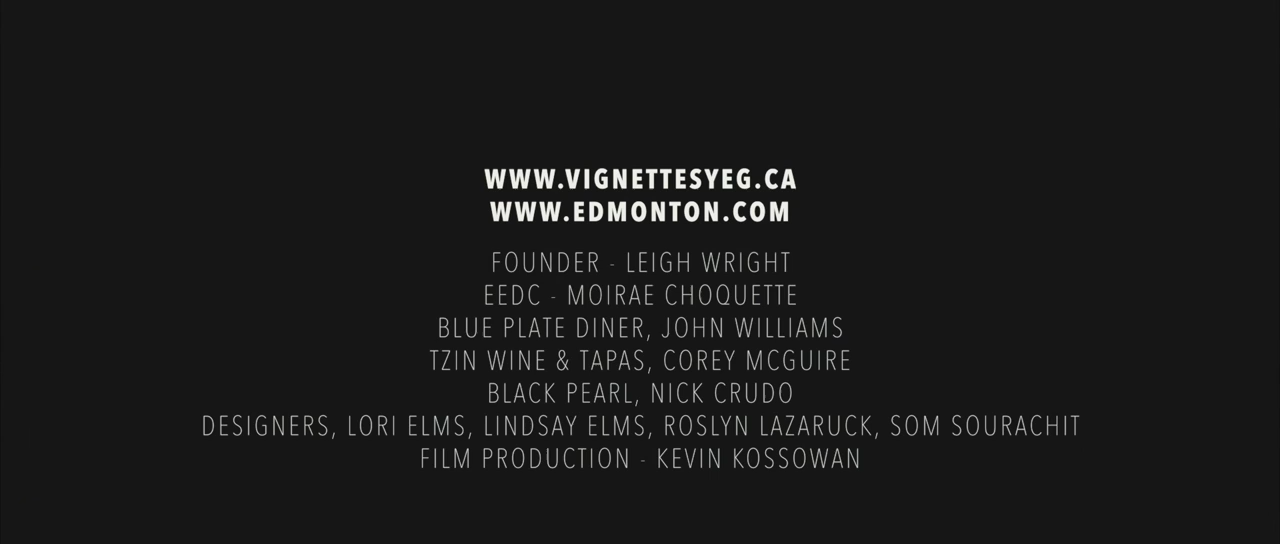 WWW.VIGNETTESYEG.CA
WWW.EDMONTON.COM
FOUNDER - LEIGH WRIGHT
EEDC - MOIRAE CHOQUETTE
BLUE PLATE DINER, JOHN WILLIAMS
TZIN WINE & TAPAS, COREY MCGUIRE
BLACK PEARL, NICK CRUDO
DESIGNERS, LORI ELMS, LINDSAY ELMS, ROSLYN LAZARUCK, SOM SOURACHIT
FILM PRODUCTION - KEVIN KOSSOWAN